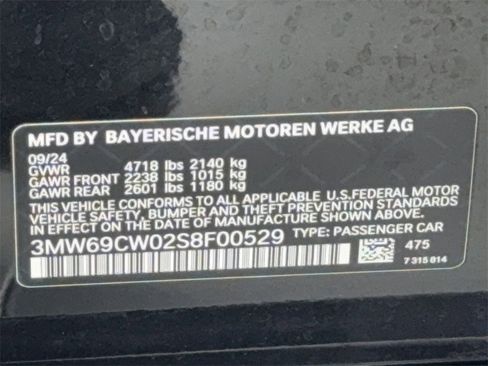 MFD BY BAYERISCHE MOTOREN WERKE AG
09/24
GVWR 4718 lbs 2140 kg
GAWR FRONT 2238 lbs 1015 kg
GAWR REAR 2601 lbs 1180 kg
THIS VEHICLE CONFORMS TO ALL APPLICABLE U.S.FEDERAL MOTOR
VEHICLE SAFETY, BUMPER AND THEFT PREVENTION STANDARDS
IN EFFECT ON THE DATE OF MANUFACTURE SHOWN ABOVE.
3MW69CW02S8F00529 TYPE: PASSENGER CAR
475
7 315 014